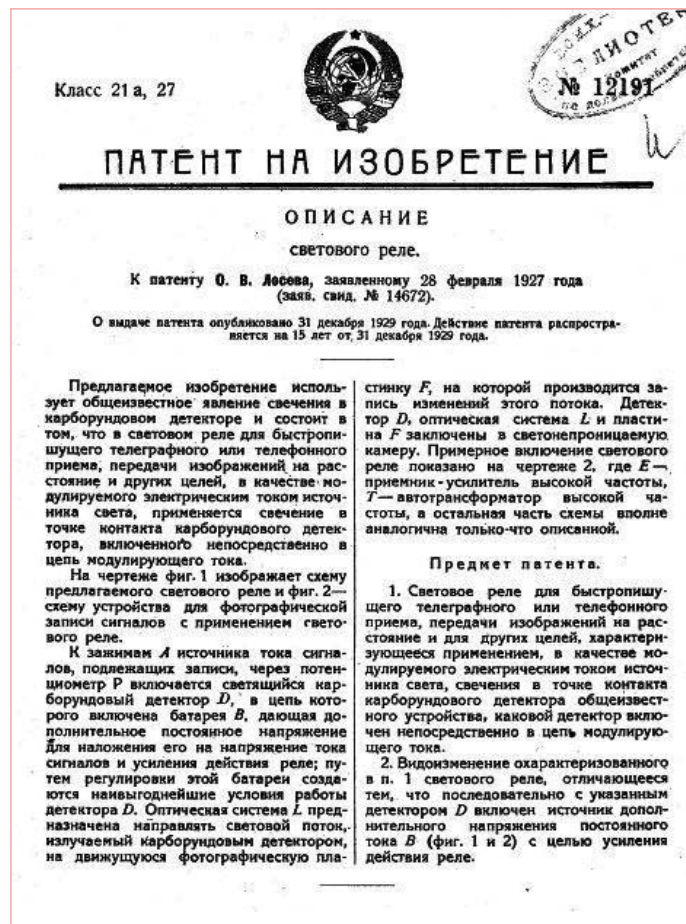 Класс 21 а, 27
БИБЛИОТЕК
комитет
№ 12191
ПАТЕНТ НА ИЗОБРЕТЕНИЕ
ОПИСАНИЕ
светового реле.
К патенту О. В. Лосева, заявленному 28 февраля 1927 года
(заяв. свид. № 14672).
О выдаче патента опубликовано 31 декабря 1929 года. Действие патента распростра-
няется на 15 лет от 31 декабря 1929 года.
Предлагаемое изобретение исполь-
зует общеизвестное явление свечения в
карборундовом детекторе и состоит в
том, что в световом реле для быстропи-
шущего телеграфного или телефонного
приема, передачи изображений на рас-
стояние и других целей, в качестве мо-
дулируемого электрическим током источ-
ника света, применяется свечение в
точке контакта карборундового детек-
тора, включенного непосредственно в
цепь модулирующего тока.
На чертеже фиг. 1 изображает схему
предлагаемого светового реле и фиг. 2—
схему устройства для фотографической
записи сигналов с применением свето-
вого реле.
К зажимам A источника тока сигна-
лов, подлежащих записи, через потен-
циометр P включается светящийся кар-
борундовый детектор D, в цепь кото-
рого включена батарея B, дающая до-
полнительное постоянное напряжение
для наложения его на напряжение тока
сигналов и усиления действия реле; пу-
тем регулировки этой батареи созда-
ются наивыгоднейшие условия работы
детектора D. Оптическая система L пред-
назначена направлять световой поток,
излучаемый карборундовым детектором,
на движущуюся фотографическую пла-
стинку F, на которой производится за-
пись изменений этого потока. Детек-
тор D, оптическая система L и пласти-
на F заключены в светонепроницаемую
камеру. Примерное включение светового
реле показано на чертеже 2, где E—
приемник-усилитель высокой частоты,
T—автотрансформатор высокой ча-
стоты, а остальная часть схемы вполне
аналогична только-что описанной.
Предмет патента.
1. Световое реле для быстропишу-
щего телеграфного или телефонного
приема, передачи изображений на рас-
стояние и для других целей, характери-
зующееся применением, в качестве мо-
дулируемого электрическим током источ-
ника света, свечения в точке контакта
карборундового детектора общеизвест-
ного устройства, каковой детектор вклю-
чен непосредственно в цепь модулирую-
щего тока.
2. Видоизменение охарактеризованного
в п. 1 светового реле, отличающееся
тем, что последовательно с указанным
детектором D включен источник допол-
нительного напряжения постоянного
тока B (фиг. 1 и 2) с целью усиления
действия реле.